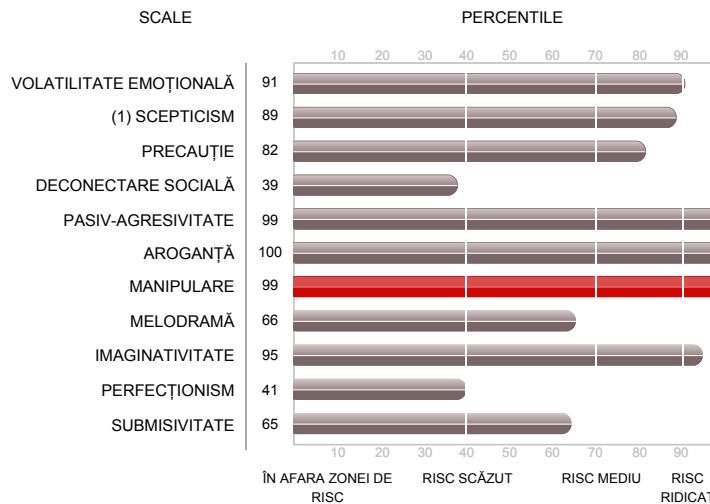 SCALE PERCENTILE
10 20 30 40 50 60 70 80 90
VOLATILITATE EMOȚIONALĂ 91
(1) SCEPTICISM 89
PRECAUȚIE 82
DECONECTARE SOCIALĂ 39
PASIV-AGRESIVITATE 99
AROGANȚĂ 100
MANIPULARE 99
MELODRAMĂ 66
IMAGINATIVITATE 95
PERFECȚIONISM 41
SUBMISIVITATE 65
10 20 30 40 50 60 70 80 90
ÎN AFARA ZONEI DE RISC SCĂZUT RISC MEDIU RISC
RISC RIDICAT